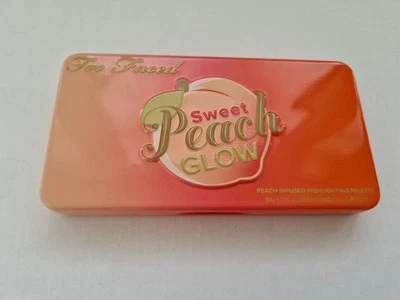 Too Faced
Sweet
Peach
GLOW
PEACH-INFUSED HIGHLIGHTING PALETTE